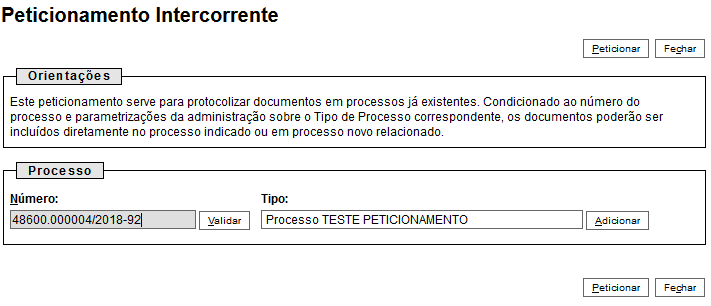 Peticionamento Intercorrente
Peticionar Fechar
Orientações
Este peticionamento serve para protocolizar documentos em processos já existentes. Condicionado ao número do
processo e parametrizações da administração sobre o Tipo de Processo correspondente, os documentos poderão ser
incluídos diretamente no processo indicado ou em processo novo relacionado.
Processo
Número: Tipo:
48600.000004/2018-92 Validar Processo TESTE PETICIONAMENTO Adicionar
Peticionar Fechar